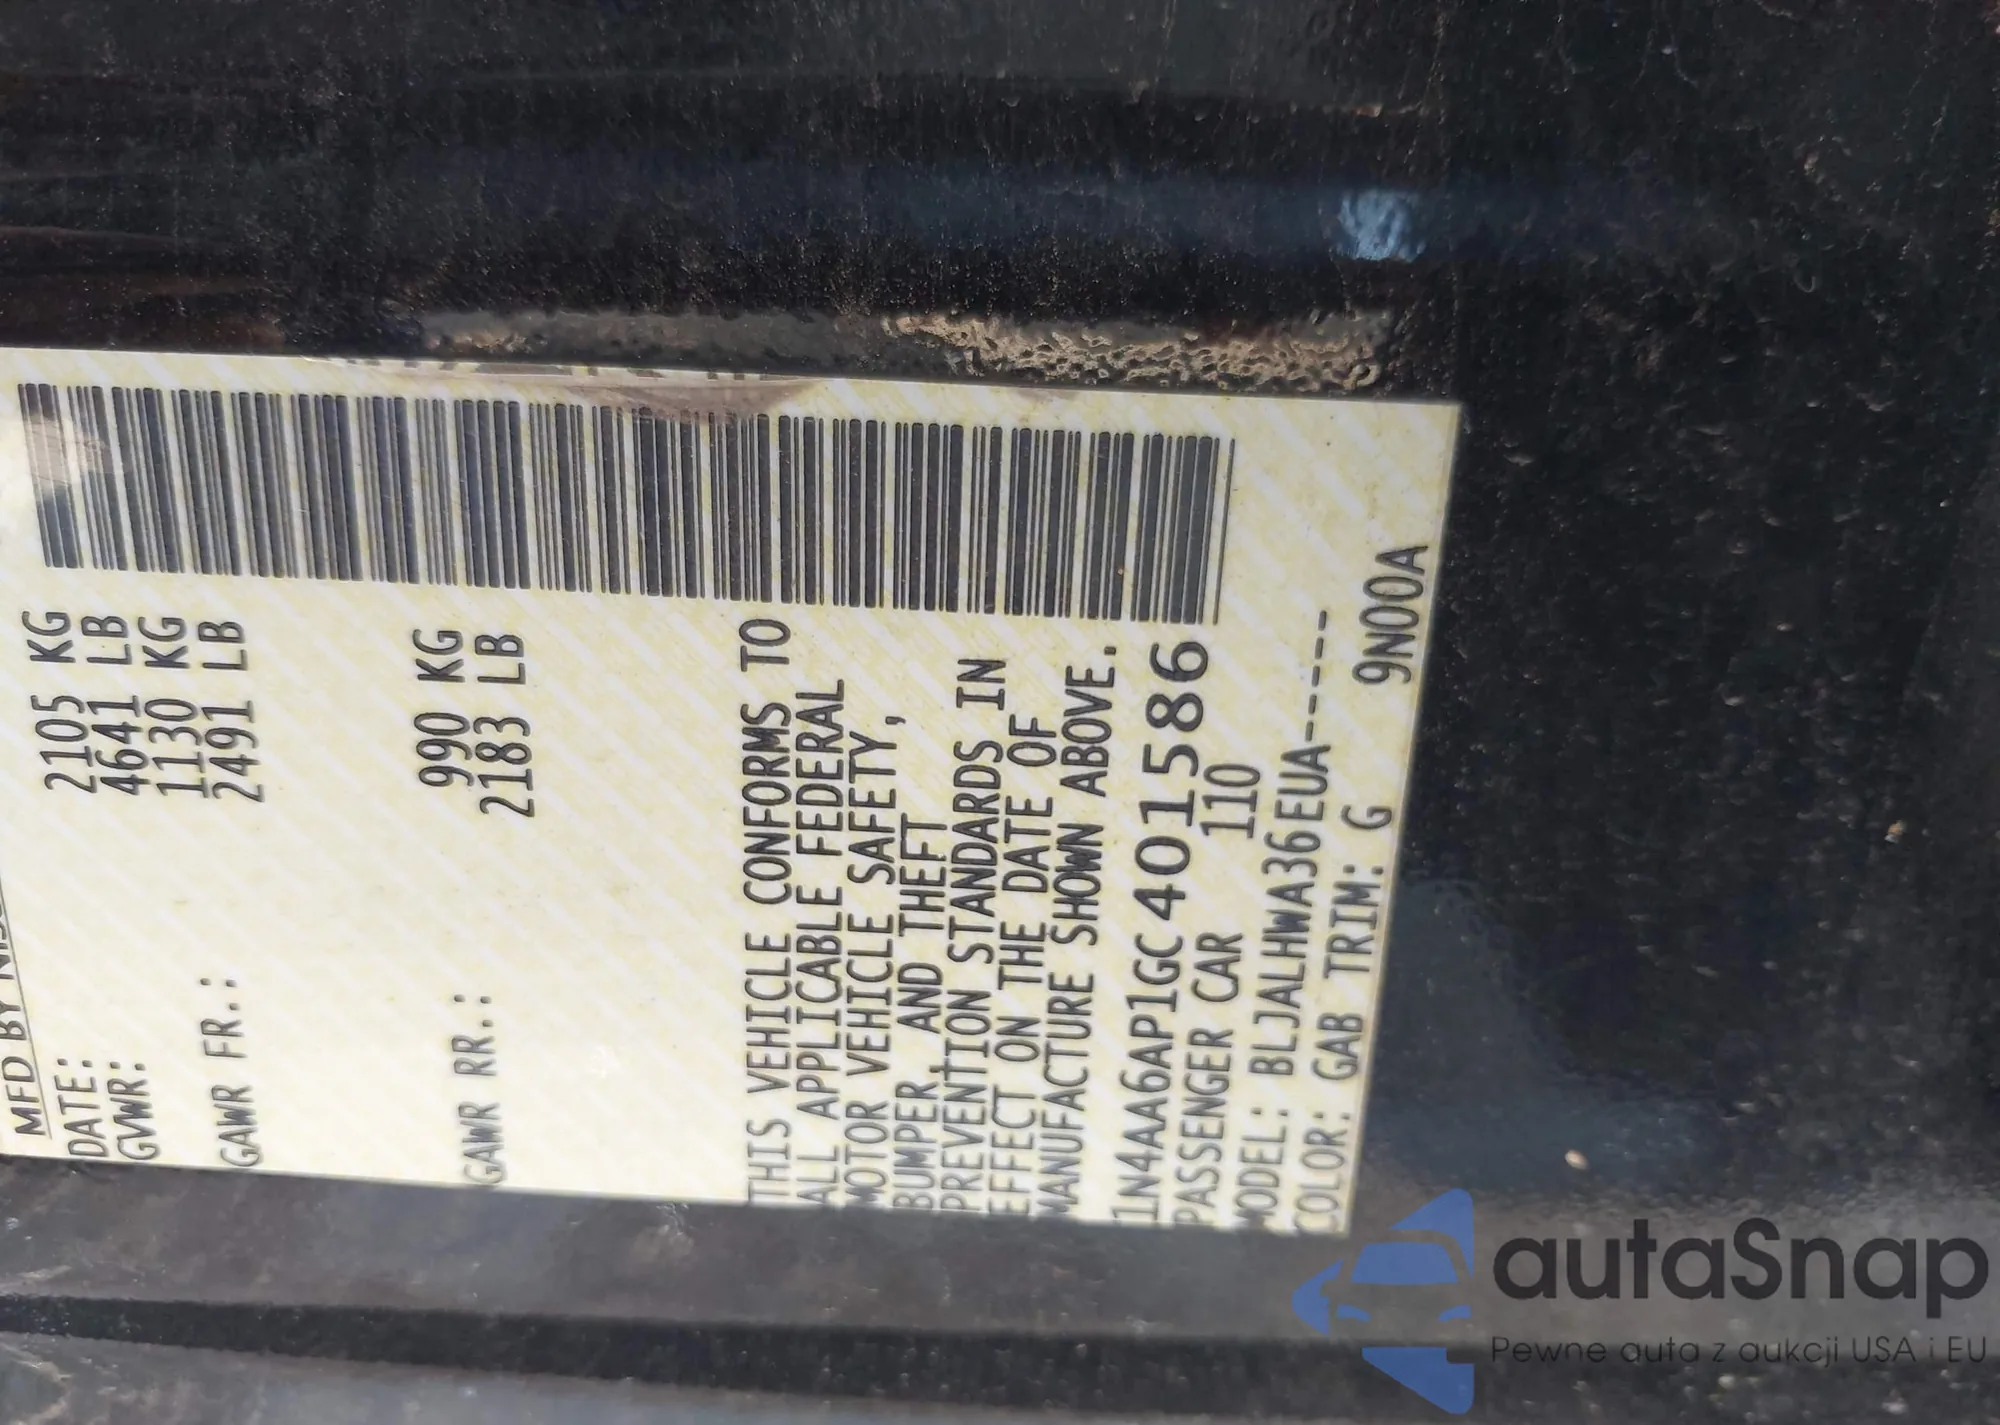 MFD BY NIS
DATE:
GVWR: 2105 KG
4641 LB
GAWR FR.: 1130 KG
2491 LB
GAWR RR.: 990 KG
2183 LB
THIS VEHICLE CONFORMS TO
ALL APPLICABLE FEDERAL
MOTOR VEHICLE SAFETY,
BUMPER, AND THEFT
PREVENTION STANDARDS IN
EFFECT ON THE DATE OF
MANUFACTURE SHOWN ABOVE.
1N4AA6AP1GC401586
PASSENGER CAR 110
MODEL: BLJALHWA36EUA-----
COLOR: GAB TRIM: G 9N00A
autaSnap
Pewne auta z aukcji USA i EU